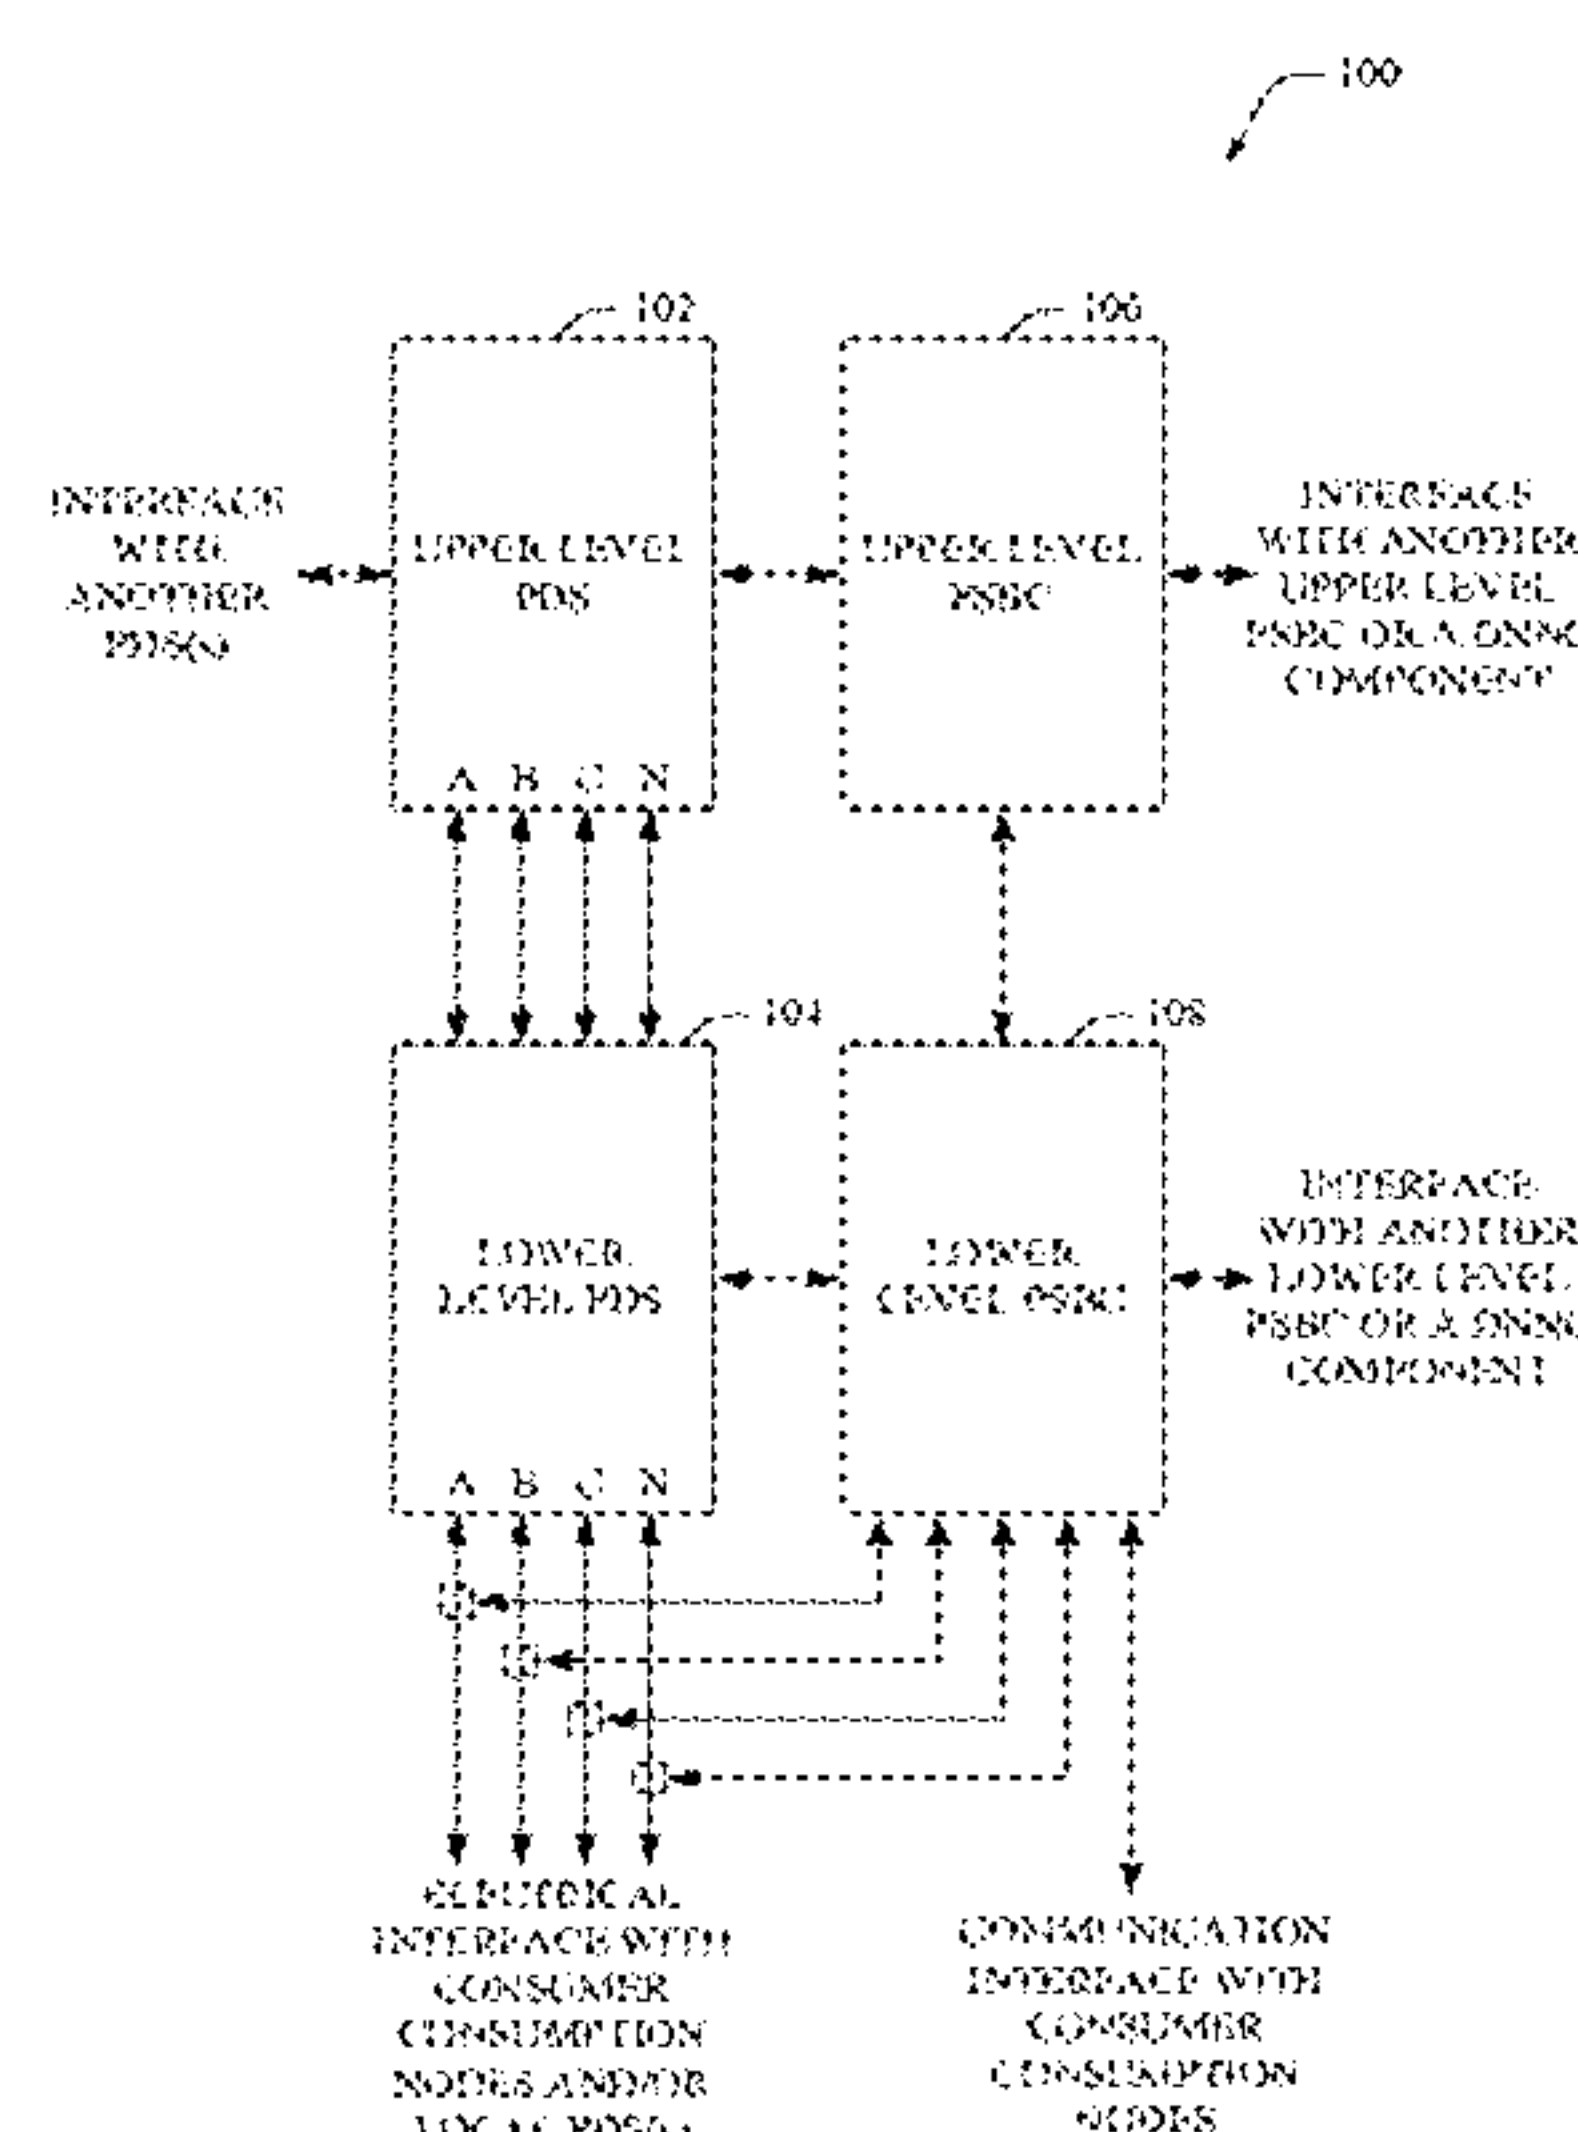 100
102
106
INTERFACE
WITH
ANOTHER
PDS(s)
UPPER LEVEL
PDS
UPPER LEVEL
PSBC
INTERFACE
WITH ANOTHER
UPPER LEVEL
PSBC OR A
COMPONENT
A B C N
104
108
LOWER
LEVEL PDS
LOWER
LEVEL PSBC
INTERFACE
WITH ANOTHER
LOWER LEVEL
PSBC OR A
COMPONENT
A B C N
ELECTRICAL
INTERFACE WITH
CONSUMER
CONSUMPTION
NODES AND/OR
LOCAL
COMMUNICATION
INTERFACE WITH
CONSUMER
CONSUMPTION
NODES